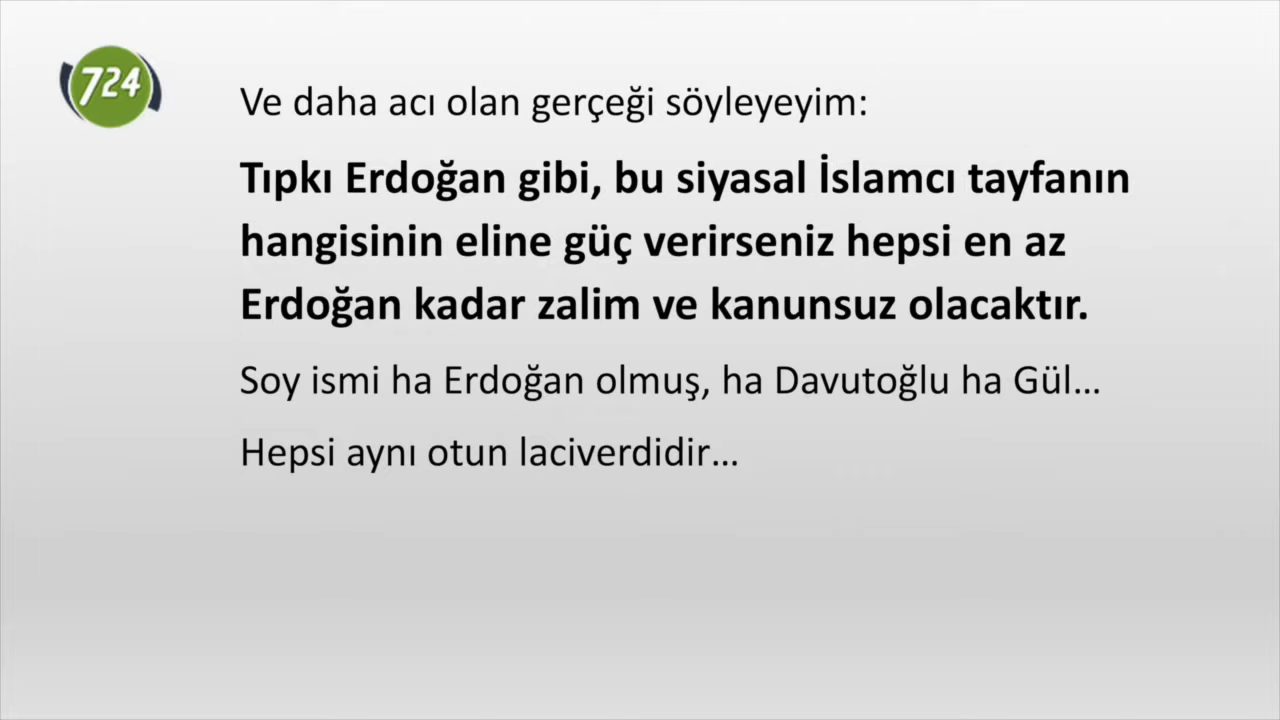 724
Ve daha acı olan gerçeği söyleyeyim:
Tıpkı Erdoğan gibi, bu siyasal İslamcı tayfanın
hangisinin eline güç verirseniz hepsi en az
Erdoğan kadar zalim ve kanunsuz olacaktır.
Soy ismi ha Erdoğan olmuş, ha Davutoğlu ha Gül…
Hepsi aynı otun laciverdidir…